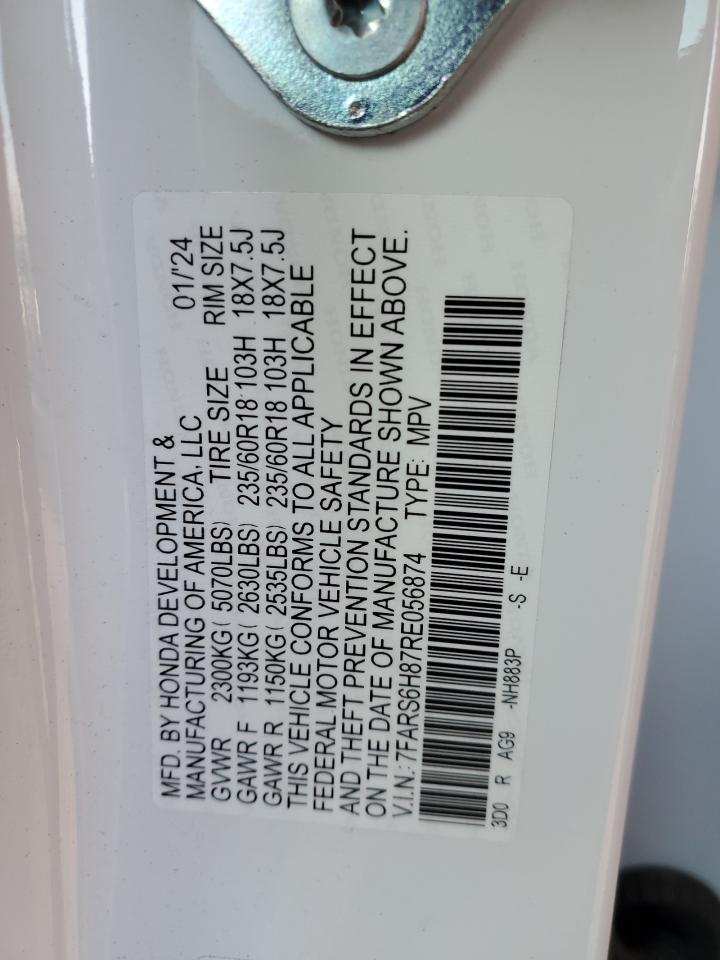 MFD. BY HONDA DEVELOPMENT &
MANUFACTURING OF AMERICA, LLC 01/'24
GVWR 2300KG( 5070LBS) TIRE SIZE RIM SIZE
GAWR F 1193KG( 2630LBS) 235/60R18 103H 18X7.5J
GAWR R 1150KG( 2535LBS) 235/60R18 103H 18X7.5J
THIS VEHICLE CONFORMS TO ALL APPLICABLE
FEDERAL MOTOR VEHICLE SAFETY
AND THEFT PREVENTION STANDARDS IN EFFECT
ON THE DATE OF MANUFACTURE SHOWN ABOVE.
V.I.N.: 7FARS6H87RE056874 TYPE: MPV
3D0 R AG9 -NH883P -S -E